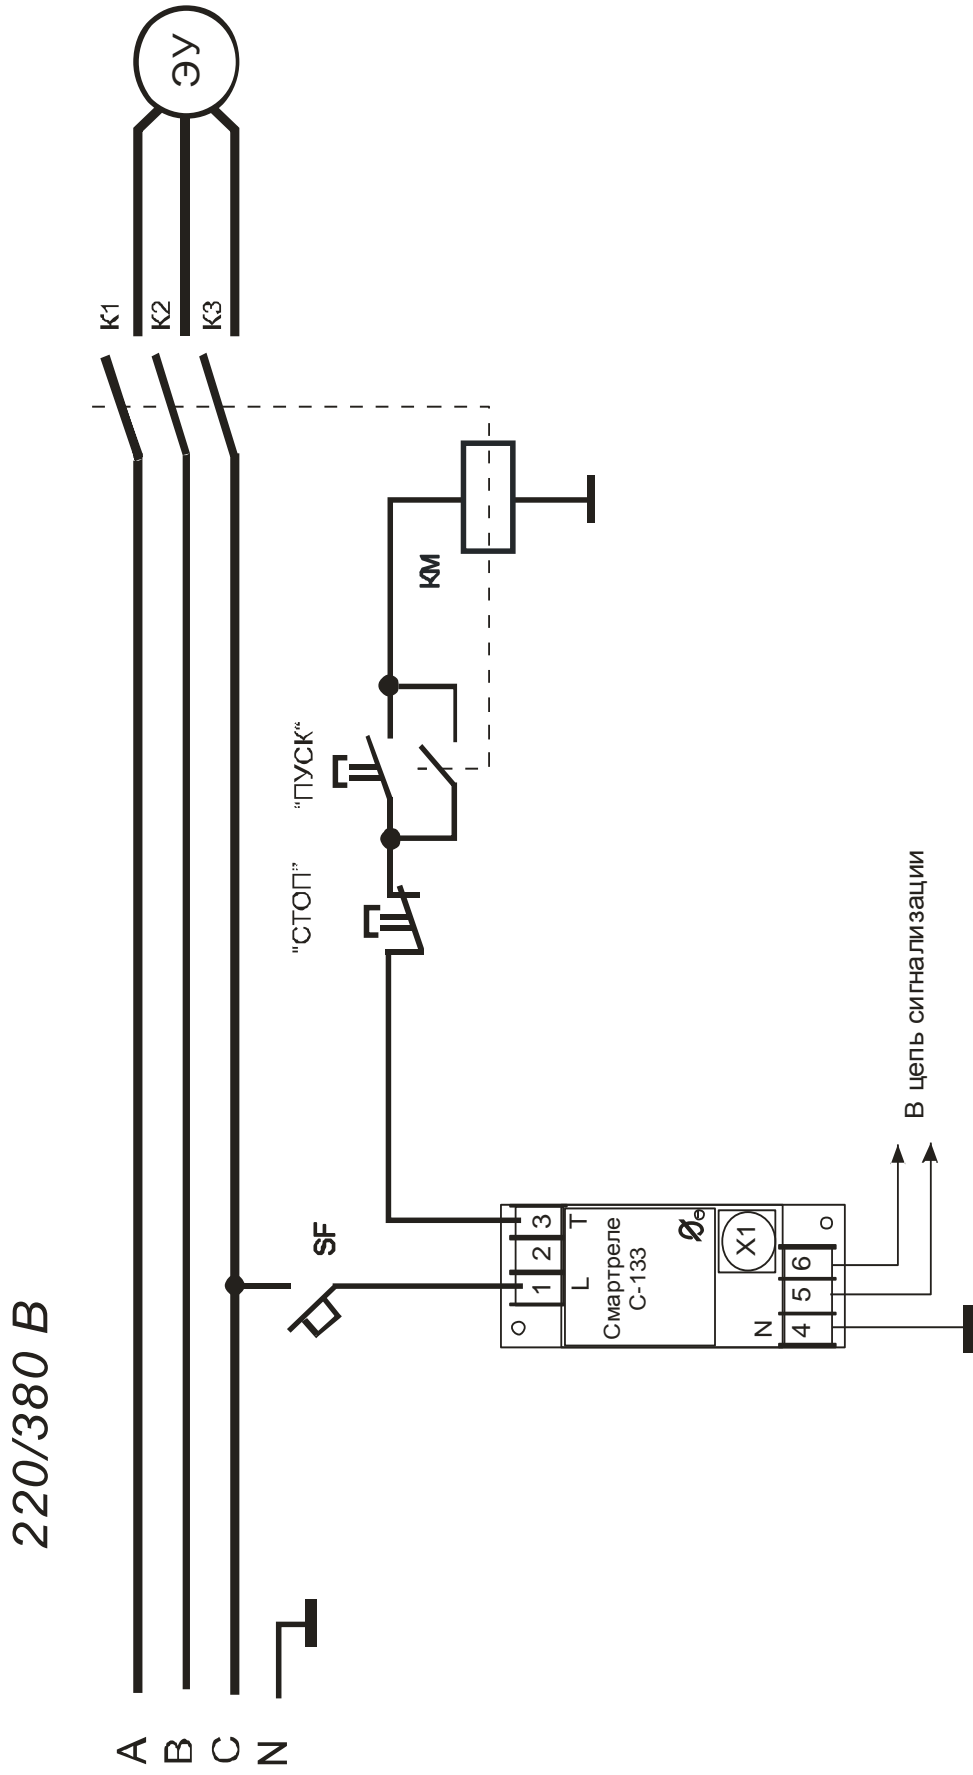 220/380 В
A
B
C
N
К1
К2
К3
ЭУ
SF
"СТОП"
"ПУСК"
КМ
1
2
3
L
T
Смартреле
С-133
Ø
X1
N
4
5
6
В цепь сигнализации